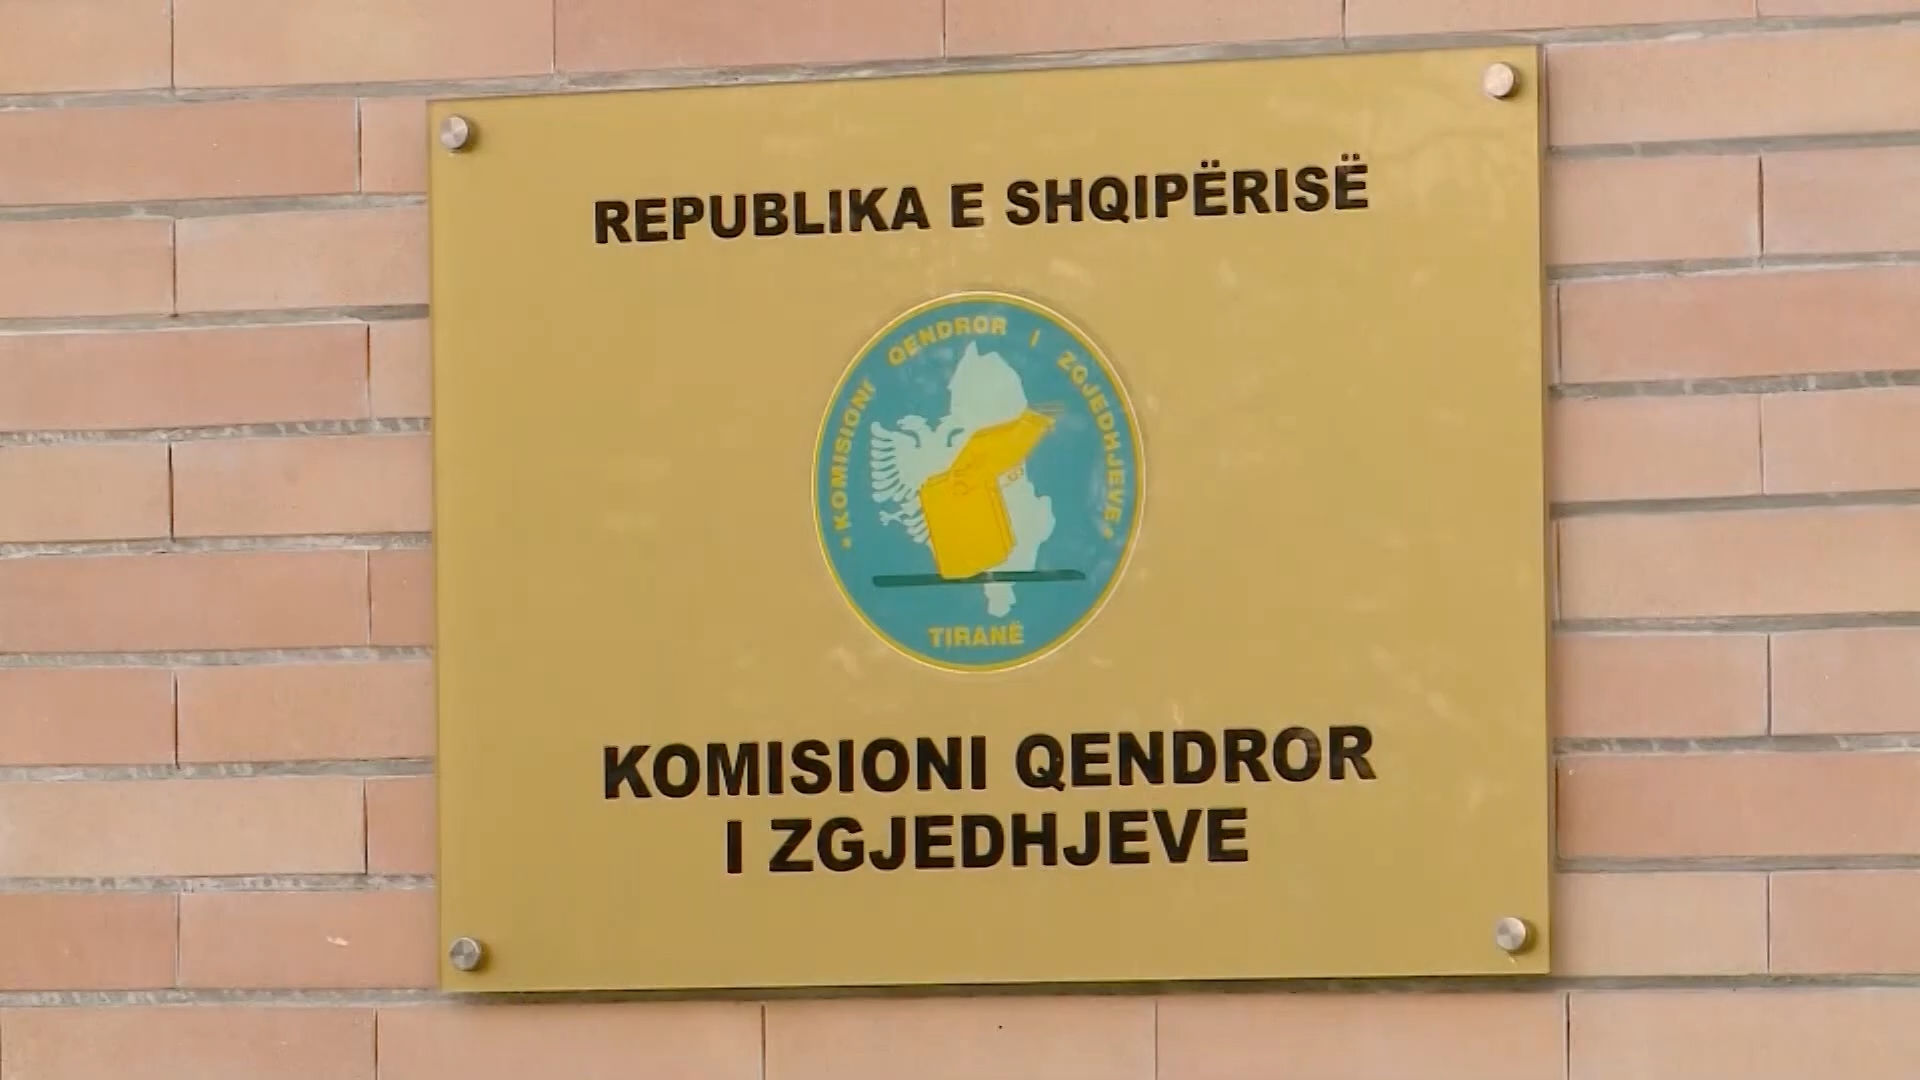 REPUBLIKA E SHQIPËRISË
• KOMISIONI QENDROR I ZGJEDHJEVE •
TIRANË
KOMISIONI QENDROR
I ZGJEDHJEVE